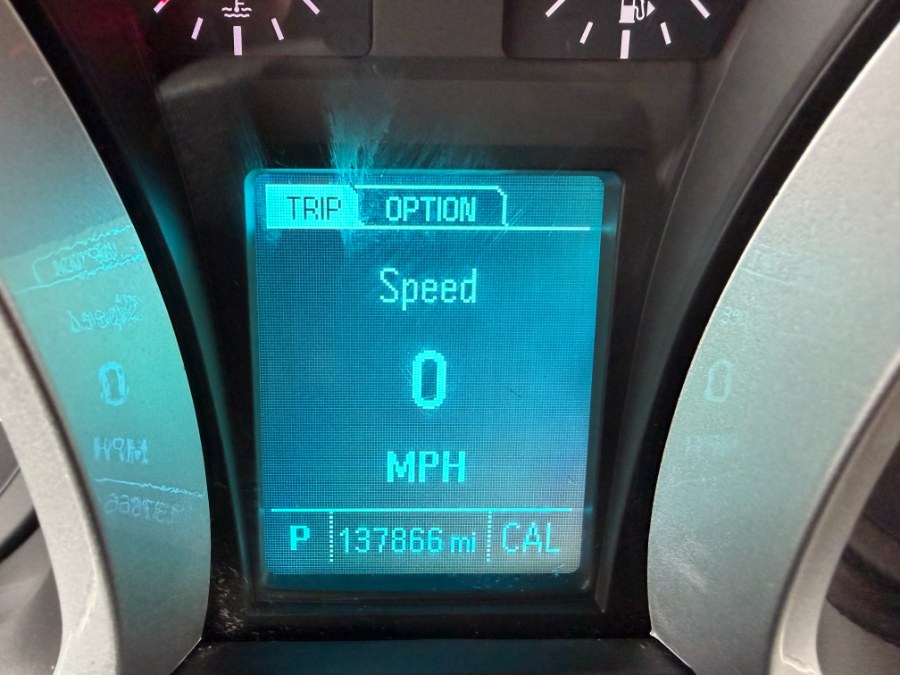 TRIP OPTION
Speed
0
MPH
P 137866 mi CAL